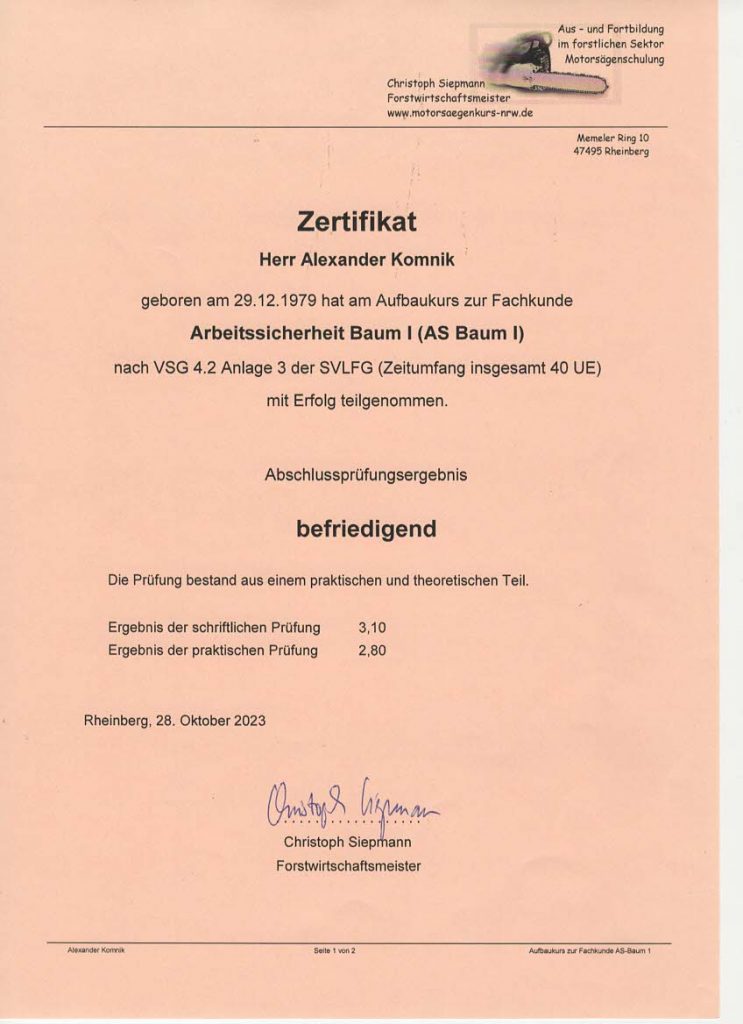 Aus – und Fortbildung
im forstlichen Sektor
Motorsägenschulung
Christoph Siepmann
Forstwirtschaftsmeister
www.motorsaegenkurs-nrw.de
Memeler Ring 10
47495 Rheinberg
Zertifikat
Herr Alexander Komnik
geboren am 29.12.1979 hat am Aufbaukurs zur Fachkunde
Arbeitssicherheit Baum I (AS Baum I)
nach VSG 4.2 Anlage 3 der SVLFG (Zeitumfang insgesamt 40 UE)
mit Erfolg teilgenommen.
Abschlussprüfungsergebnis
befriedigend
Die Prüfung bestand aus einem praktischen und theoretischen Teil.
Ergebnis der schriftlichen Prüfung 3,10
Ergebnis der praktischen Prüfung 2,80
Rheinberg, 28. Oktober 2023
Christoph Siepmann
Christoph Siepmann
Forstwirtschaftsmeister
Alexander Komnik Seite 1 von 2 Aufbaukurs zur Fachkunde AS-Baum 1